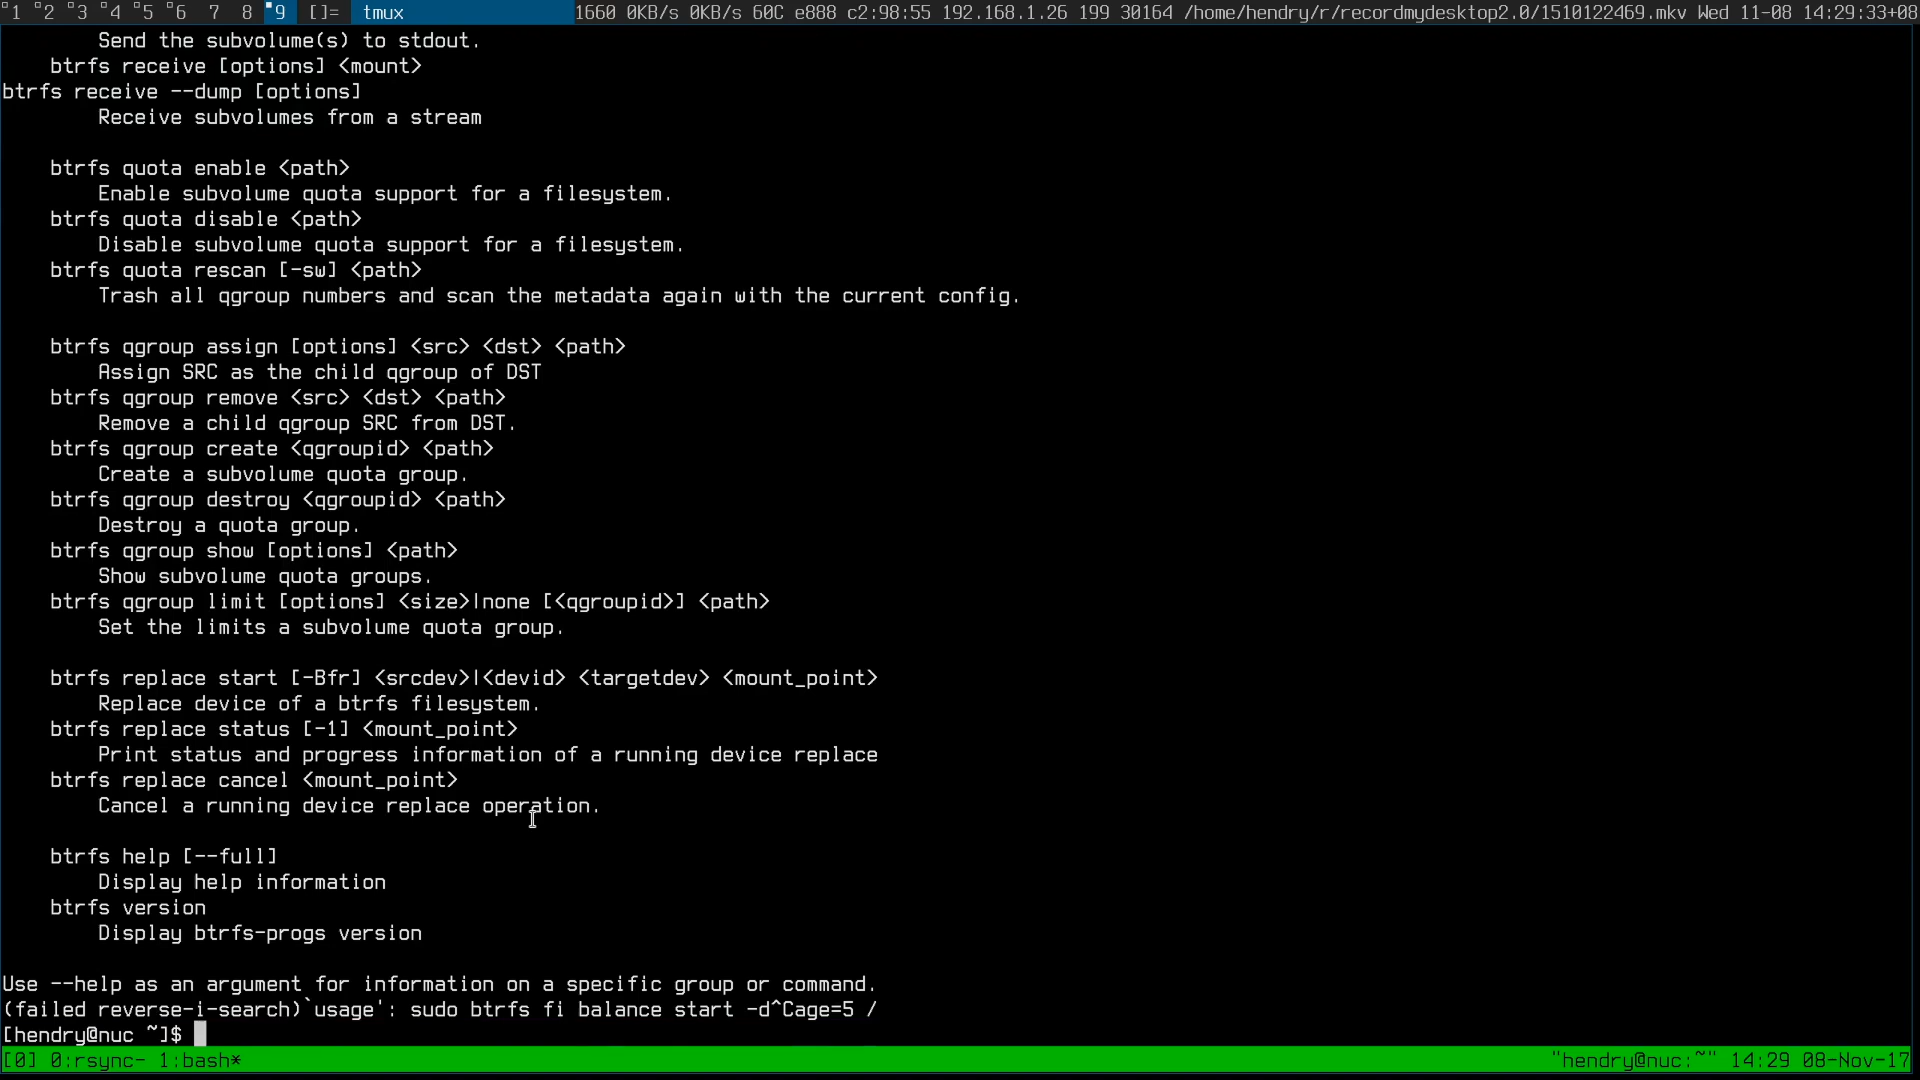 1 2 3 4 5 6 7 8 9 []= tmux 1660 0KB/s 0KB/s 60C e888 c2:98:55 192.168.1.26 199 30164 /home/hendry/r/recordmydesktop2.0/1510122469.mkv Wed 11-08 14:29:33+08
Send the subvolume(s) to stdout.
btrfs receive [options] <mount>
btrfs receive --dump [options]
Receive subvolumes from a stream
btrfs quota enable <path>
Enable subvolume quota support for a filesystem.
btrfs quota disable <path>
Disable subvolume quota support for a filesystem.
btrfs quota rescan [-sw] <path>
Trash all qgroup numbers and scan the metadata again with the current config.
btrfs qgroup assign [options] <src> <dst> <path>
Assign SRC as the child qgroup of DST
btrfs qgroup remove <src> <dst> <path>
Remove a child qgroup SRC from DST.
btrfs qgroup create <qgroupid> <path>
Create a subvolume quota group.
btrfs qgroup destroy <qgroupid> <path>
Destroy a quota group.
btrfs qgroup show [options] <path>
Show subvolume quota groups.
btrfs qgroup limit [options] <size>|none [<qgroupid>] <path>
Set the limits a subvolume quota group.
btrfs replace start [-Bfr] <srcdev>|<devid> <targetdev> <mount_point>
Replace device of a btrfs filesystem.
btrfs replace status [-1] <mount_point>
Print status and progress information of a running device replace
btrfs replace cancel <mount_point>
Cancel a running device replace operation.
btrfs help [--full]
Display help information
btrfs version
Display btrfs-progs version
Use --help as an argument for information on a specific group or command.
(failed reverse-i-search)`usage': sudo btrfs fi balance start -d^Cage=5 /
[hendry@nuc ~]$
[0] 0:rsync- 1:bash* "hendry@nuc:~" 14:29 08-Nov-17